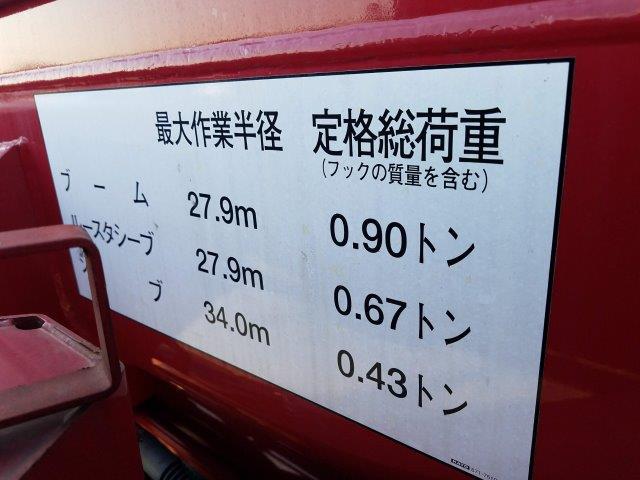 最大作業半径 定格総荷重
(フックの質量を含む)
ブーム 27.9m 0.90トン
ルースタシーブ 27.9m 0.67トン
ジブ 34.0m 0.43トン
KATO